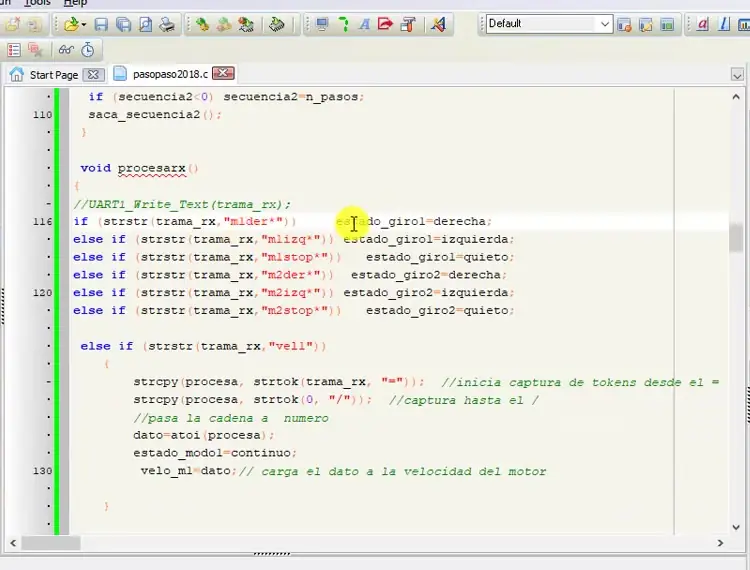 Tools Help
Default
Start Page
pasopaso2018.c
if (secuencia2<0) secuencia2=n_pasos;
110 saca_secuencia2();
}
void procesarx()
{
//UART1_Write_Text(trama_rx);
116 if (strstr(trama_rx,"m1der*")) estado_giro1=derecha;
else if (strstr(trama_rx,"m1izq*")) estado_giro1=izquierda;
else if (strstr(trama_rx,"m1stop*")) estado_giro1=quieto;
else if (strstr(trama_rx,"m2der*")) estado_giro2=derecha;
120 else if (strstr(trama_rx,"m2izq*")) estado_giro2=izquierda;
else if (strstr(trama_rx,"m2stop*")) estado_giro2=quieto;
else if (strstr(trama_rx,"vel1"))
{
strcpy(procesa, strtok(trama_rx, "=")); //inicia captura de tokens desde el =
strcpy(procesa, strtok(0, "/")); //captura hasta el /
//pasa la cadena a numero
dato=atoi(procesa);
estado_modo1=continuo;
130 velo_m1=dato;// carga el dato a la velocidad del motor
}